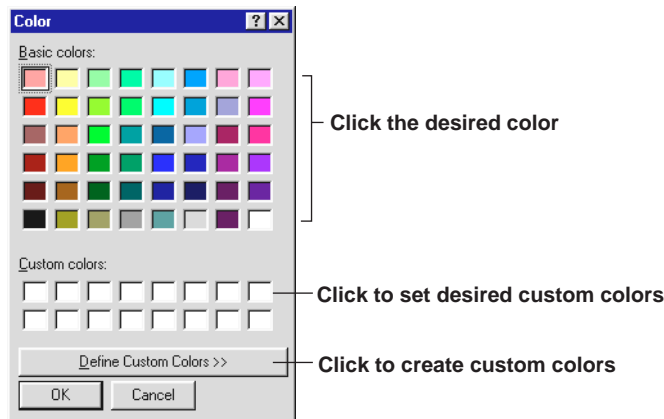 Color
Basic colors:
Click the desired color
Custom colors:
Click to set desired custom colors
Define Custom Colors >>
Click to create custom colors
OK
Cancel